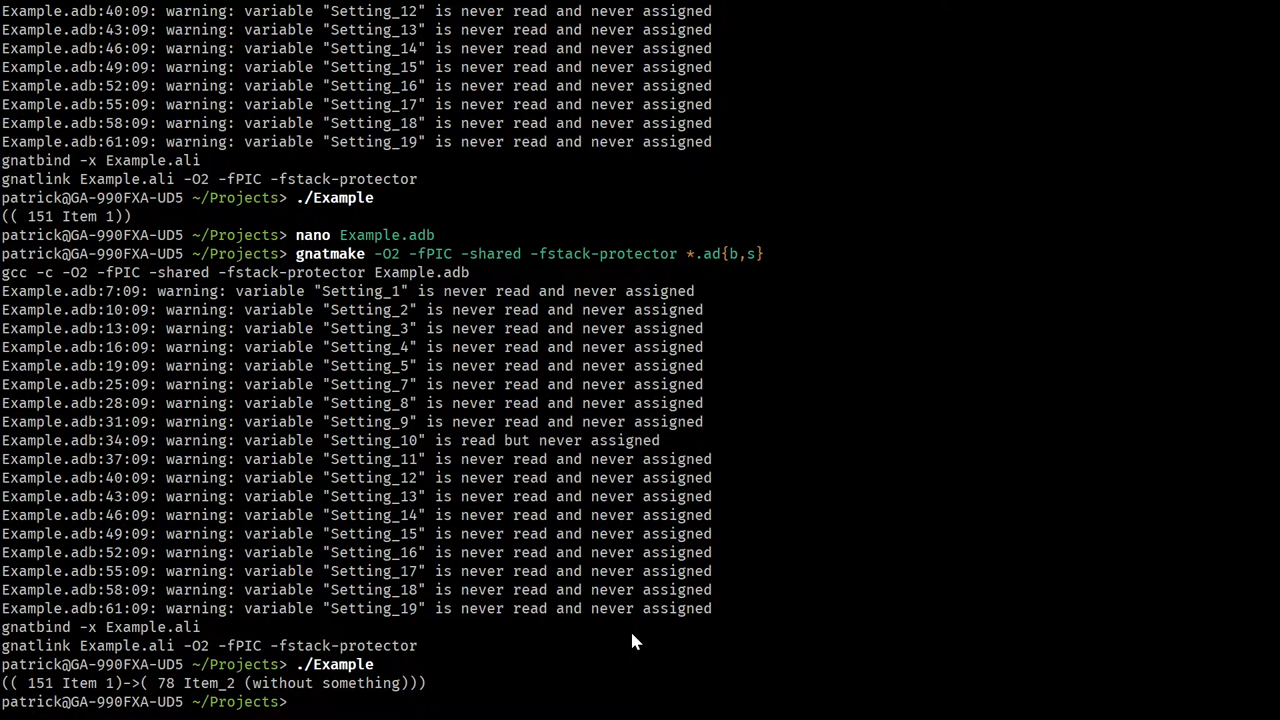 Example.adb:40:09: warning: variable "Setting_12" is never read and never assigned
Example.adb:43:09: warning: variable "Setting_13" is never read and never assigned
Example.adb:46:09: warning: variable "Setting_14" is never read and never assigned
Example.adb:49:09: warning: variable "Setting_15" is never read and never assigned
Example.adb:52:09: warning: variable "Setting_16" is never read and never assigned
Example.adb:55:09: warning: variable "Setting_17" is never read and never assigned
Example.adb:58:09: warning: variable "Setting_18" is never read and never assigned
Example.adb:61:09: warning: variable "Setting_19" is never read and never assigned
gnatbind -x Example.ali
gnatlink Example.ali -O2 -fPIC -fstack-protector
patrick@GA-990FXA-UD5 ~/Projects> ./Example
(( 151 Item 1))
patrick@GA-990FXA-UD5 ~/Projects> nano Example.adb
patrick@GA-990FXA-UD5 ~/Projects> gnatmake -O2 -fPIC -shared -fstack-protector *.ad{b,s}
gcc -c -O2 -fPIC -shared -fstack-protector Example.adb
Example.adb:7:09: warning: variable "Setting_1" is never read and never assigned
Example.adb:10:09: warning: variable "Setting_2" is never read and never assigned
Example.adb:13:09: warning: variable "Setting_3" is never read and never assigned
Example.adb:16:09: warning: variable "Setting_4" is never read and never assigned
Example.adb:19:09: warning: variable "Setting_5" is never read and never assigned
Example.adb:25:09: warning: variable "Setting_7" is never read and never assigned
Example.adb:28:09: warning: variable "Setting_8" is never read and never assigned
Example.adb:31:09: warning: variable "Setting_9" is never read and never assigned
Example.adb:34:09: warning: variable "Setting_10" is read but never assigned
Example.adb:37:09: warning: variable "Setting_11" is never read and never assigned
Example.adb:40:09: warning: variable "Setting_12" is never read and never assigned
Example.adb:43:09: warning: variable "Setting_13" is never read and never assigned
Example.adb:46:09: warning: variable "Setting_14" is never read and never assigned
Example.adb:49:09: warning: variable "Setting_15" is never read and never assigned
Example.adb:52:09: warning: variable "Setting_16" is never read and never assigned
Example.adb:55:09: warning: variable "Setting_17" is never read and never assigned
Example.adb:58:09: warning: variable "Setting_18" is never read and never assigned
Example.adb:61:09: warning: variable "Setting_19" is never read and never assigned
gnatbind -x Example.ali
gnatlink Example.ali -O2 -fPIC -fstack-protector
patrick@GA-990FXA-UD5 ~/Projects> ./Example
(( 151 Item 1)->( 78 Item_2 (without something)))
patrick@GA-990FXA-UD5 ~/Projects>